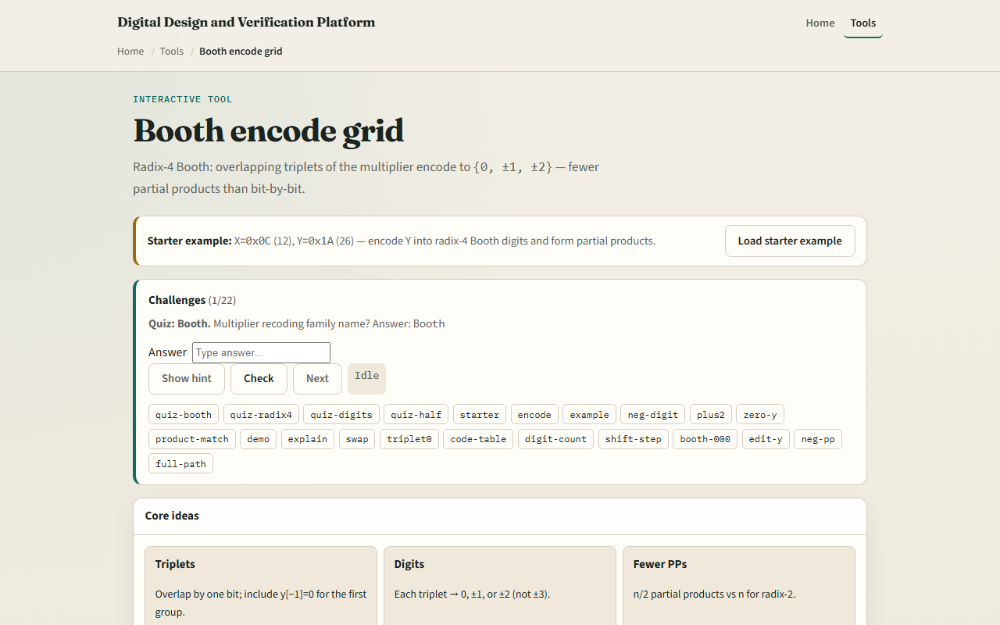 Digital Design and Verification Platform
Home
Tools
Home / Tools / Booth encode grid
INTERACTIVE TOOL
Booth encode grid
Radix-4 Booth: overlapping triplets of the multiplier encode to {0, ±1, ±2} — fewer
partial products than bit-by-bit.
Starter example: X=0x0C (12), Y=0x1A (26) — encode Y into radix-4 Booth digits and form partial products.
Load starter example
Challenges (1/22)
Quiz: Booth. Multiplier recoding family name? Answer: Booth
Answer Type answer...
Show hint Check Next Idle
quiz-booth quiz-radix4 quiz-digits quiz-half starter encode example neg-digit plus2 zero-y
product-match demo explain swap triplet0 code-table digit-count shift-step booth-000 edit-y neg-pp
full-path
Core ideas
Triplets
Overlap by one bit; include y[−1]=0 for the first
group.
Digits
Each triplet → 0, ±1, or ±2 (not ±3).
Fewer PPs
n/2 partial products vs n for radix-2.